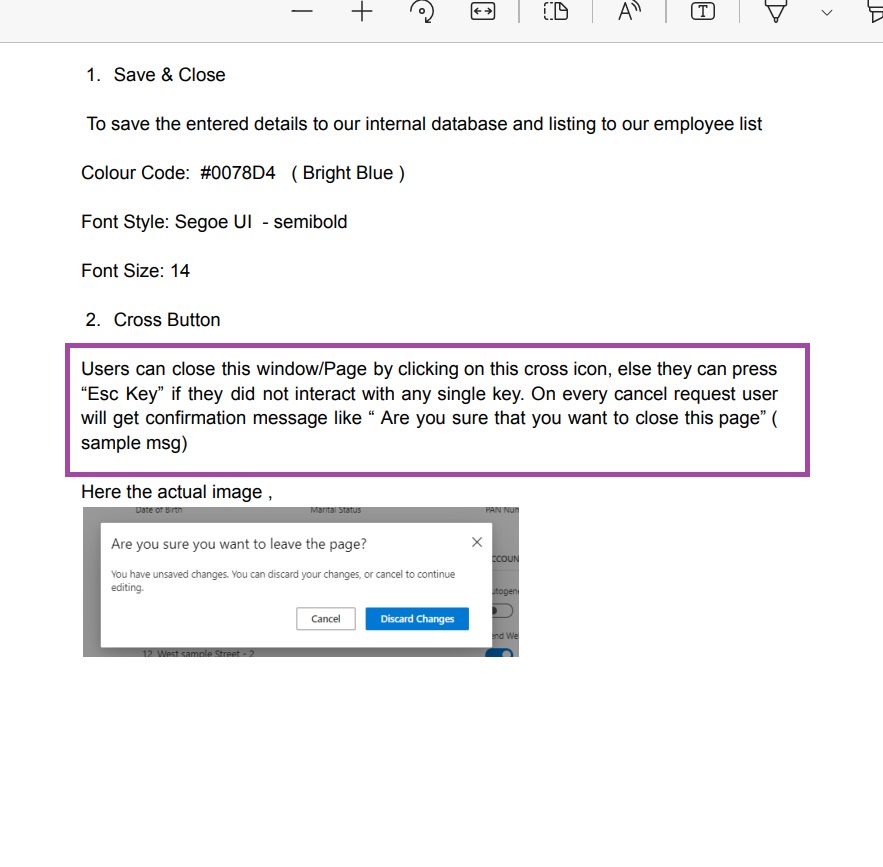 1. Save & Close
To save the entered details to our internal database and listing to our employee list
Colour Code: #0078D4 ( Bright Blue )
Font Style: Segoe UI - semibold
Font Size: 14
2. Cross Button
Users can close this window/Page by clicking on this cross icon, else they can press
“Esc Key” if they did not interact with any single key. On every cancel request user
will get confirmation message like “ Are you sure that you want to close this page” (
sample msg)
Here the actual image ,
Date of Birth Marital Status PAN Num
Are you sure you want to leave the page?
You have unsaved changes. You can discard your changes, or cancel to continue
editing.
Cancel Discard Changes
12, West sample Street - 2